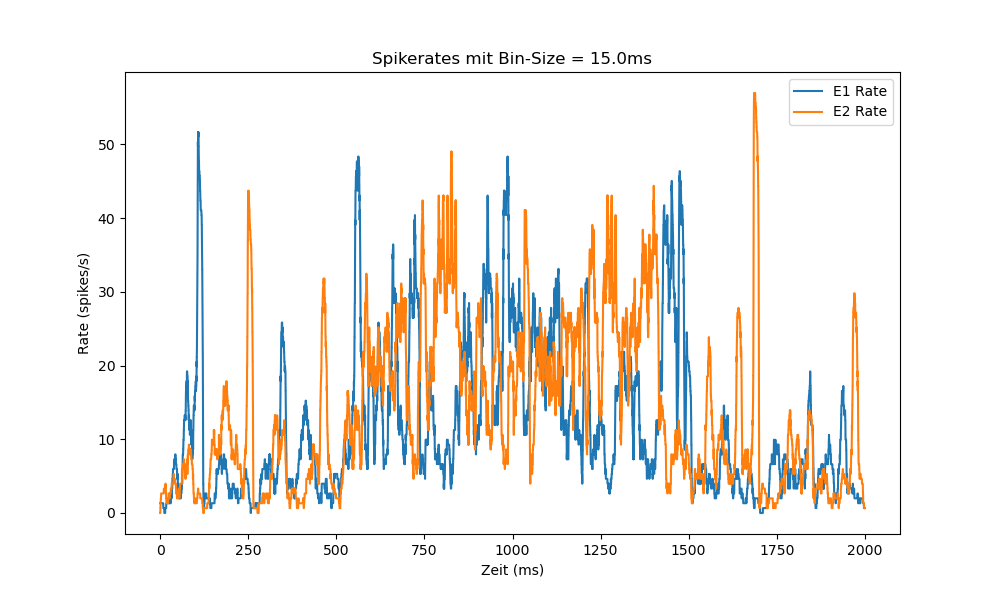 Spikerates mit Bin-Size = 15.0ms
E1 Rate
E2 Rate
Rate (spikes/s)
50
40
30
20
10
0
0 250 500 750 1000 1250 1500 1750 2000
Zeit (ms)